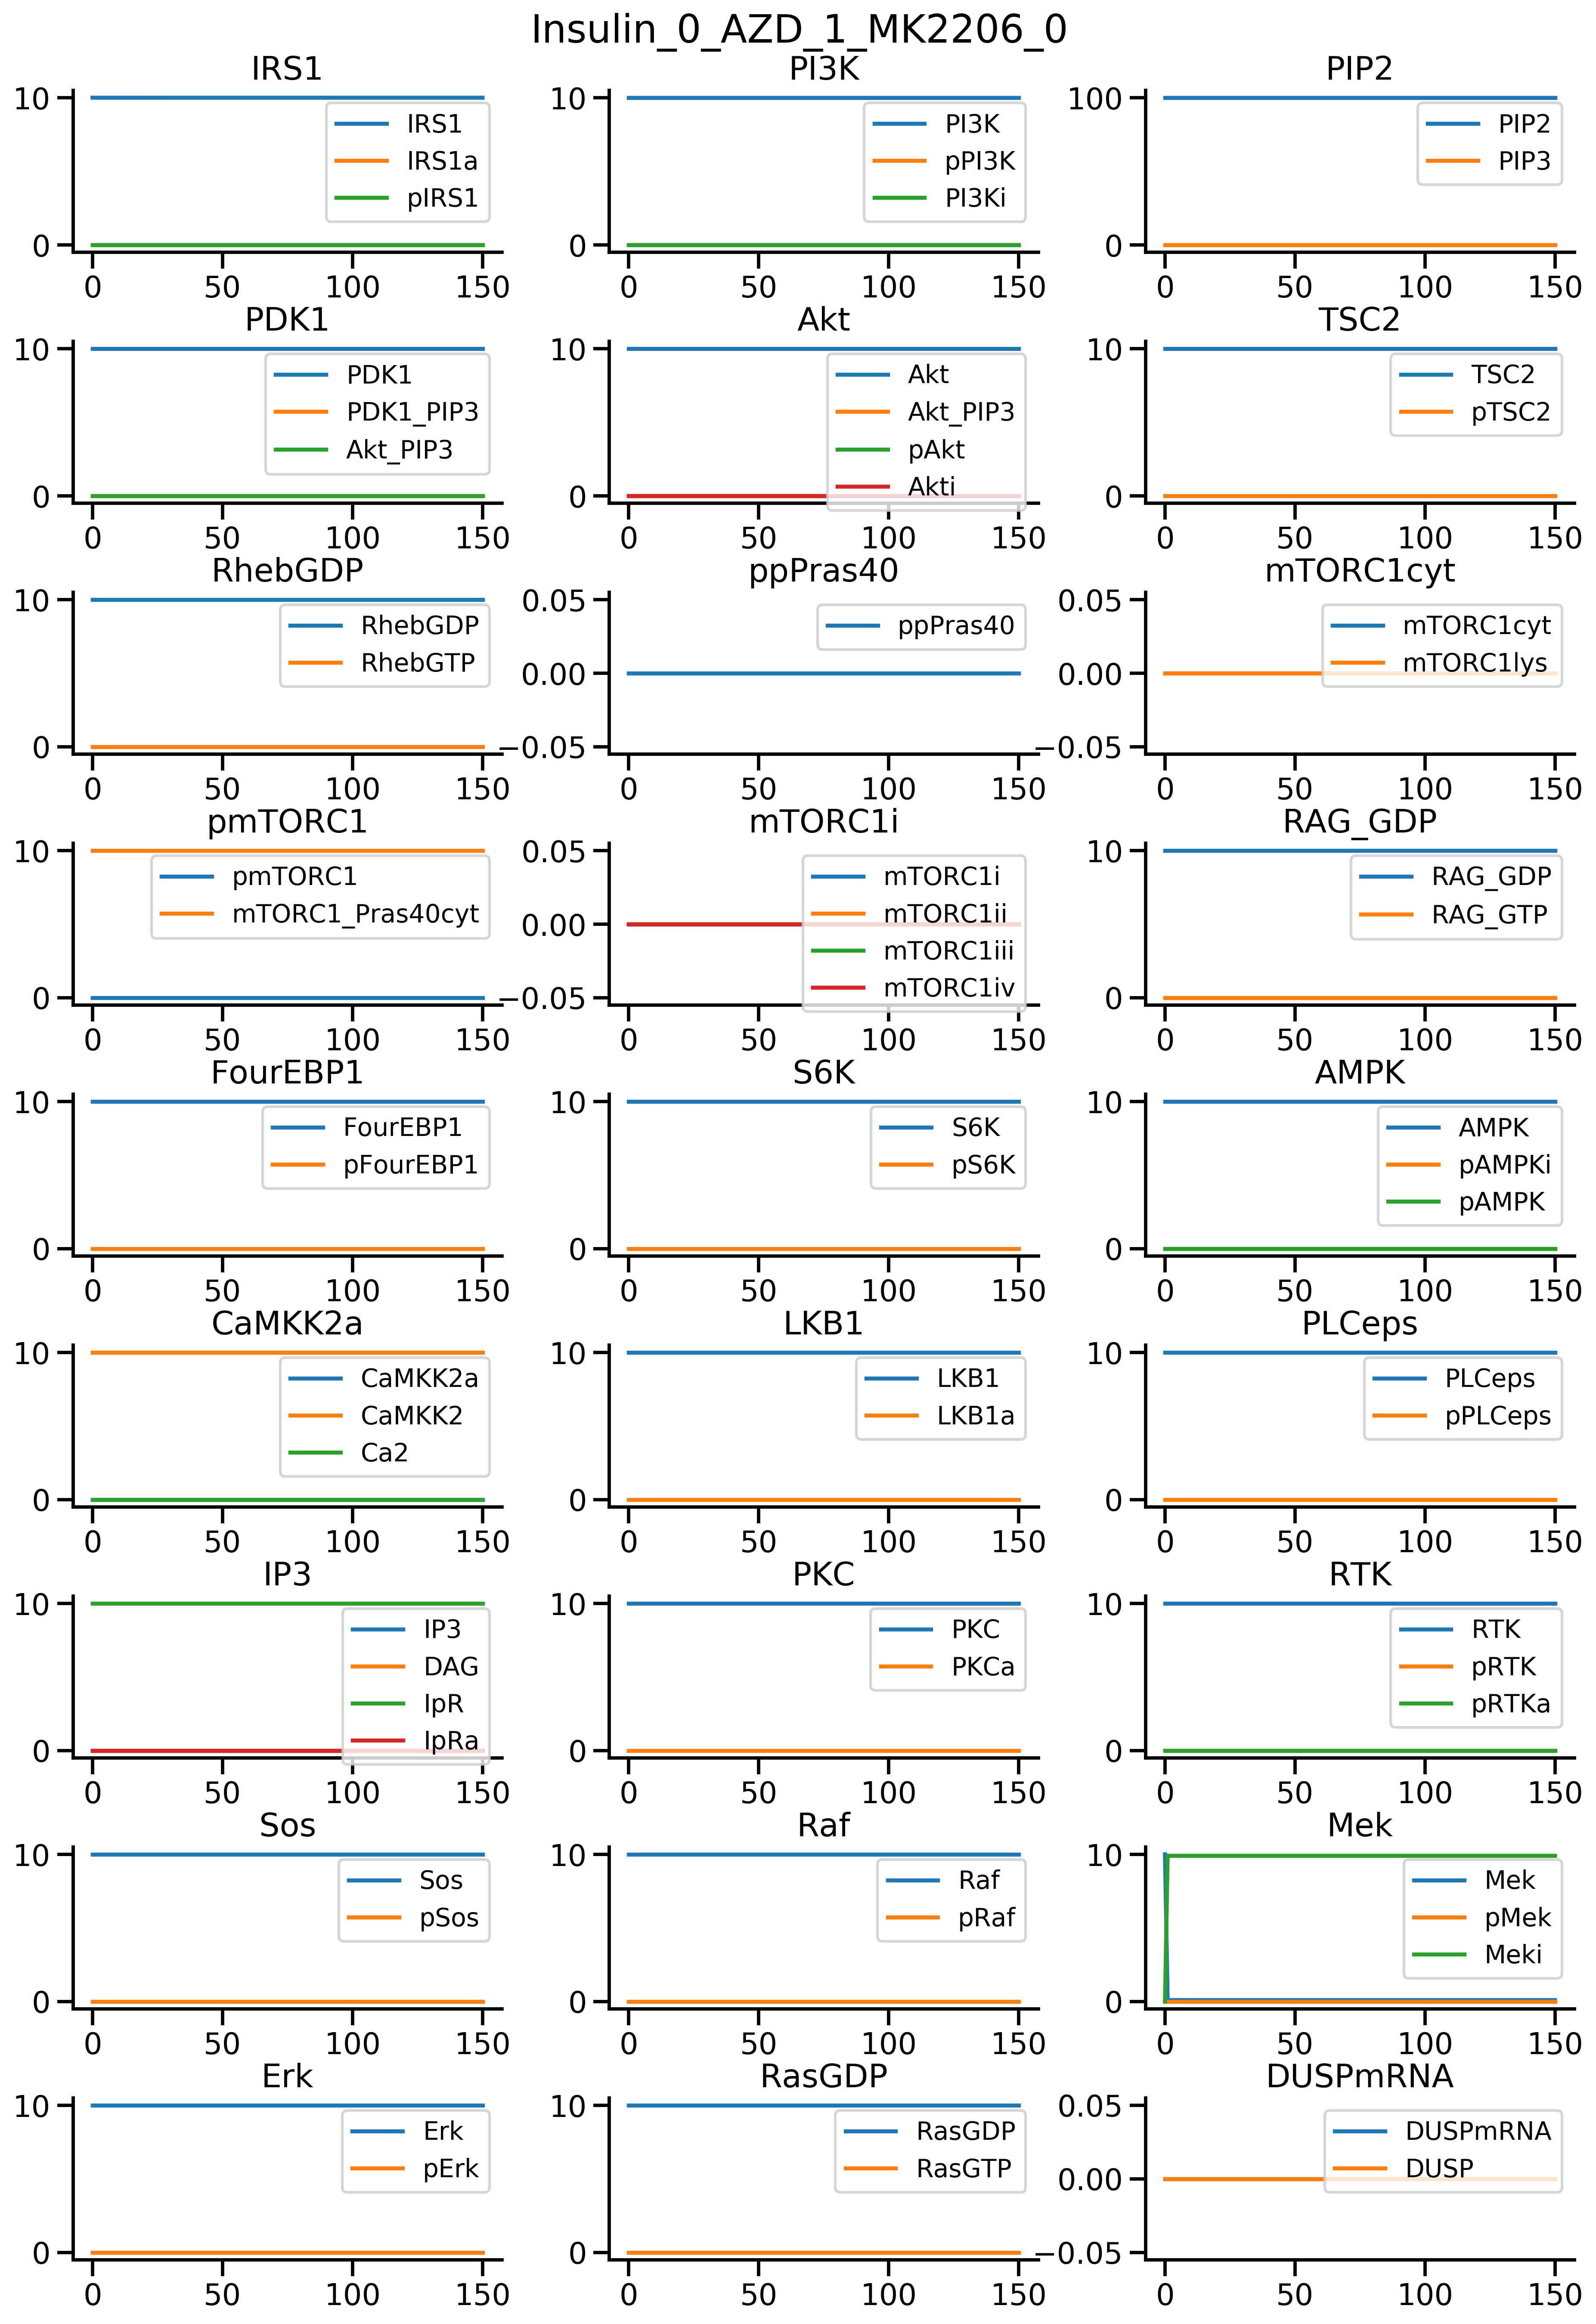 Insulin_0_AZD_1_MK2206_0
IRS1
10
0
0 50 100 150
IRS1
IRS1a
pIRS1
PI3K
10
0
0 50 100 150
PI3K
pPI3K
PI3Ki
PIP2
100
0
0 50 100 150
PIP2
PIP3
PDK1
10
0
0 50 100 150
PDK1
PDK1_PIP3
Akt_PIP3
Akt
10
0
0 50 100 150
Akt
Akt_PIP3
pAkt
Akti
TSC2
10
0
0 50 100 150
TSC2
pTSC2
RhebGDP
10
0
0 50 100 150
RhebGDP
RhebGTP
ppPras40
0.05
0.00
−0.05
0 50 100 150
ppPras40
mTORC1cyt
0.05
0.00
−0.05
0 50 100 150
mTORC1cyt
mTORC1lys
pmTORC1
10
0
0 50 100 150
pmTORC1
mTORC1_Pras40cyt
mTORC1i
0.05
0.00
−0.05
0 50 100 150
mTORC1i
mTORC1ii
mTORC1iii
mTORC1iv
RAG_GDP
10
0
0 50 100 150
RAG_GDP
RAG_GTP
FourEBP1
10
0
0 50 100 150
FourEBP1
pFourEBP1
S6K
10
0
0 50 100 150
S6K
pS6K
AMPK
10
0
0 50 100 150
AMPK
pAMPKi
pAMPK
CaMKK2a
10
0
0 50 100 150
CaMKK2a
CaMKK2
Ca2
LKB1
10
0
0 50 100 150
LKB1
LKB1a
PLCeps
10
0
0 50 100 150
PLCeps
pPLCeps
IP3
10
0
0 50 100 150
IP3
DAG
IpR
IpRa
PKC
10
0
0 50 100 150
PKC
PKCa
RTK
10
0
0 50 100 150
RTK
pRTK
pRTKa
Sos
10
0
0 50 100 150
Sos
pSos
Raf
10
0
0 50 100 150
Raf
pRaf
Mek
10
0
0 50 100 150
Mek
pMek
Meki
Erk
10
0
0 50 100 150
Erk
pErk
RasGDP
10
0
0 50 100 150
RasGDP
RasGTP
DUSPmRNA
0.05
0.00
−0.05
0 50 100 150
DUSPmRNA
DUSP